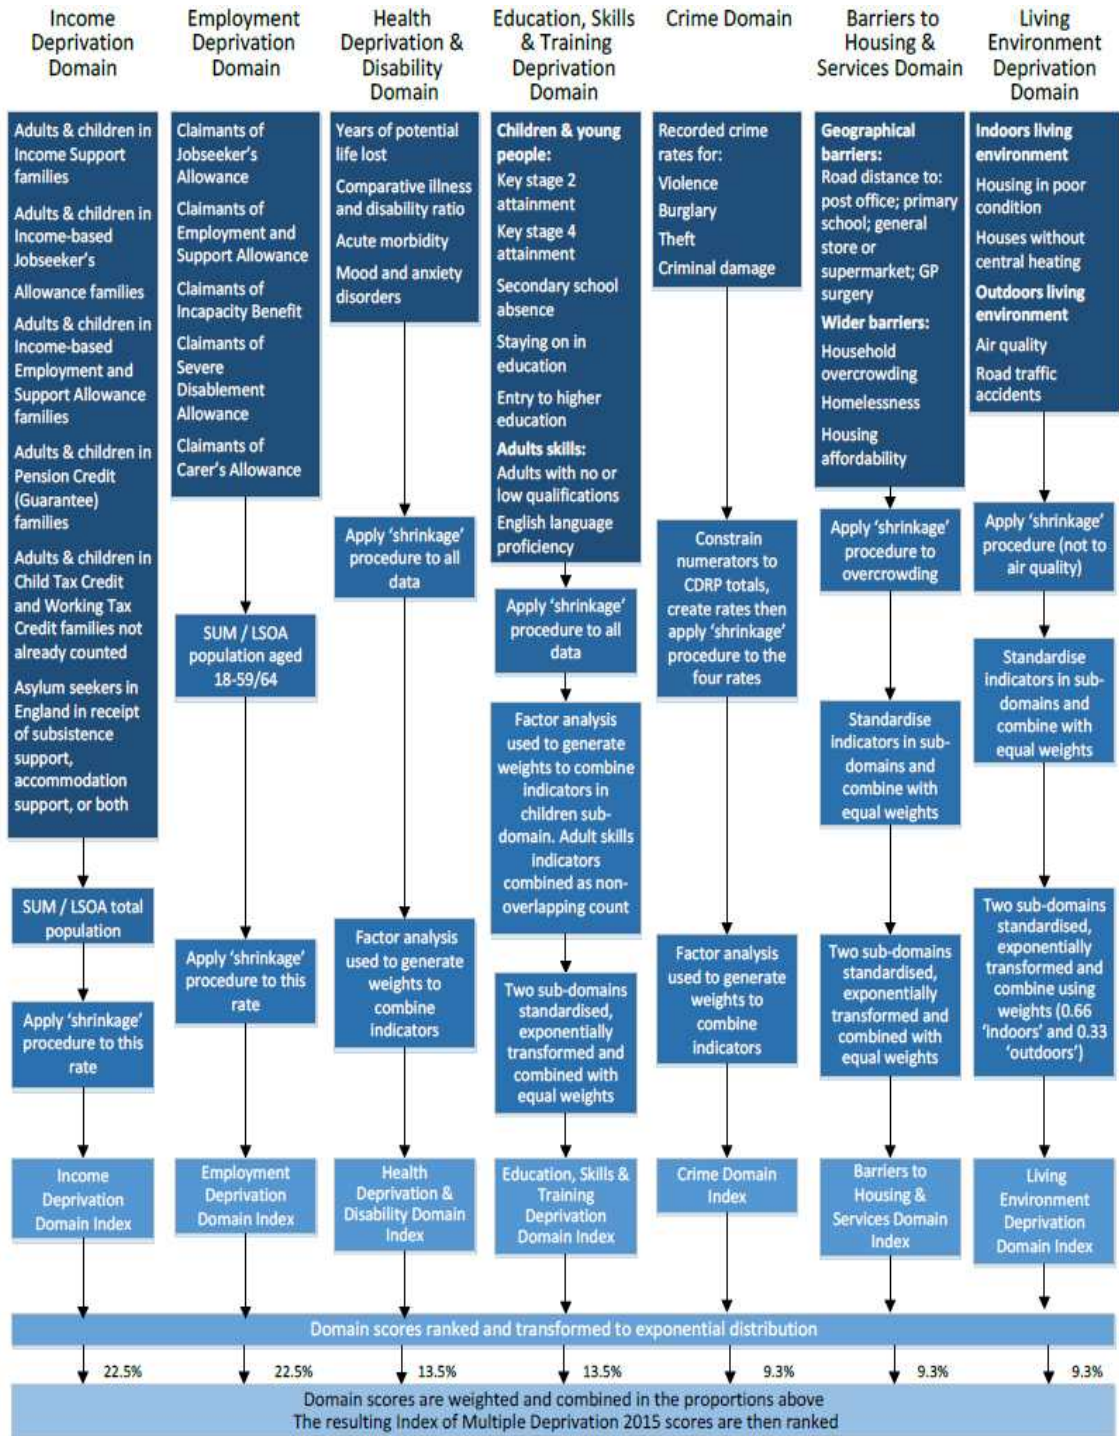 Income
Deprivation
Domain
Adults & children in
Income Support
families
Adults & children in
Income-based
Jobseeker's
Allowance families
Adults & children in
Income-based
Employment and
Support Allowance
families
Adults & children in
Pension Credit
(Guarantee)
families
Adults & children in
Child Tax Credit
and Working Tax
Credit families not
already counted
Asylum seekers in
England in receipt
of subsistence
support,
accommodation
support, or both
SUM / LSOA total
population
Apply 'shrinkage'
procedure to this
rate
Income
Deprivation
Domain Index
Employment
Deprivation
Domain
Claimants of
Jobseeker's
Allowance
Claimants of
Employment and
Support Allowance
Claimants of
Incapacity Benefit
Claimants of
Severe
Disablement
Allowance
Claimants of
Carer's Allowance
SUM / LSOA
population aged
18-59/64
Apply 'shrinkage'
procedure to this
rate
Employment
Deprivation
Domain Index
Health
Deprivation &
Disability
Domain
Years of potential
life lost
Comparative illness
and disability ratio
Acute morbidity
Mood and anxiety
disorders
Apply 'shrinkage'
procedure to all
data
Factor analysis
used to generate
weights to
combine
indicators
Health
Deprivation &
Disability Domain
Index
Education, Skills
& Training
Deprivation
Domain
Children & young
people:
Key stage 2
attainment
Key stage 4
attainment
Secondary school
absence
Staying on in
education
Entry to higher
education
Adults skills:
Adults with no or
low qualifications
English language
proficiency
Apply 'shrinkage'
procedure to all
data
Factor analysis
used to generate
weights to combine
indicators in
children sub-
domain. Adult skills
indicators
combined as non-
overlapping count
Two sub-domains
standardised,
exponentially
transformed and
combined with
equal weights
Education, Skills &
Training
Deprivation
Domain Index
Crime Domain
Recorded crime
rates for:
Violence
Burglary
Theft
Criminal damage
Constrain
numerators to
CDRP totals,
create rates then
apply 'shrinkage'
procedure to the
four rates
Factor analysis
used to generate
weights to
combine
indicators
Crime Domain
Index
Barriers to
Housing &
Services Domain
Geographical
barriers:
Road distance to:
post office; primary
school; general
store or
supermarket; GP
surgery
Wider barriers:
Household
overcrowding
Homelessness
Housing
affordability
Apply 'shrinkage'
procedure to
overcrowding
Standardise
indicators in sub-
domains and
combine with
equal weights
Two sub-domains
standardised,
exponentially
transformed and
combined with
equal weights
Barriers to
Housing &
Services Domain
Index
Living
Environment
Deprivation
Domain
Indoors living
environment
Housing in poor
condition
Houses without
central heating
Outdoors living
environment
Air quality
Road traffic
accidents
Apply 'shrinkage'
procedure (not to
air quality)
Standardise
indicators in sub-
domains and
combine with
equal weights
Two sub-domains
standardised,
exponentially
transformed and
combine using
weights (0.66
'indoors' and 0.33
'outdoors')
Living
Environment
Deprivation
Domain Index
Domain scores ranked and transformed to exponential distribution
22.5% 22.5% 13.5% 13.5% 9.3% 9.3% 9.3%
Domain scores are weighted and combined in the proportions above
The resulting Index of Multiple Deprivation 2015 scores are then ranked